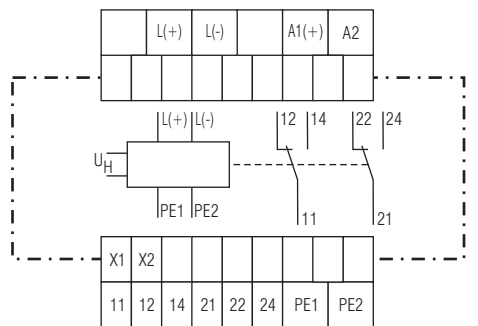 L(+) L(-) A1(+) A2
L(+) L(-) 12 14 22 24
UH
PE1 PE2 11 21
X1 X2
11 12 14 21 22 24 PE1 PE2